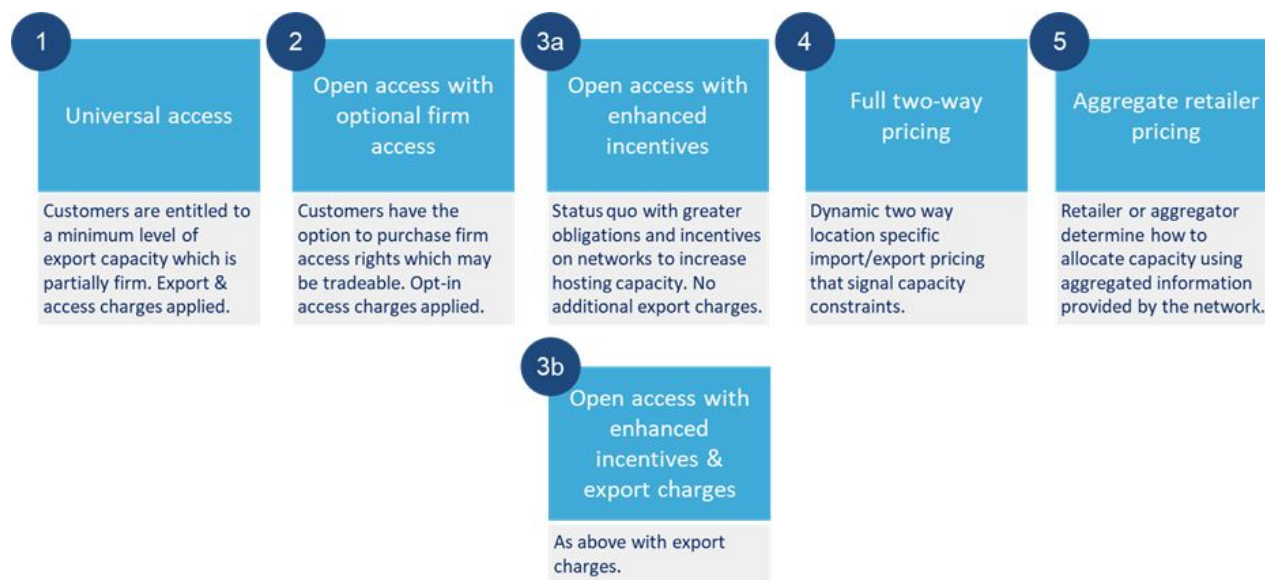 1
Universal access
Customers are entitled to
a minimum level of
export capacity which is
partially firm. Export &
access charges applied.
2
Open access with
optional firm
access
Customers have the
option to purchase firm
access rights which may
be tradeable. Opt-in
access charges applied.
3a
Open access with
enhanced
incentives
Status quo with greater
obligations and incentives
on networks to increase
hosting capacity. No
additional export charges.
3b
Open access with
enhanced
incentives &
export charges
As above with export
charges.
4
Full two-way
pricing
Dynamic two way
location specific
import/export pricing
that signal capacity
constraints.
5
Aggregate retailer
pricing
Retailer or aggregator
determine how to
allocate capacity using
aggregated information
provided by the network.